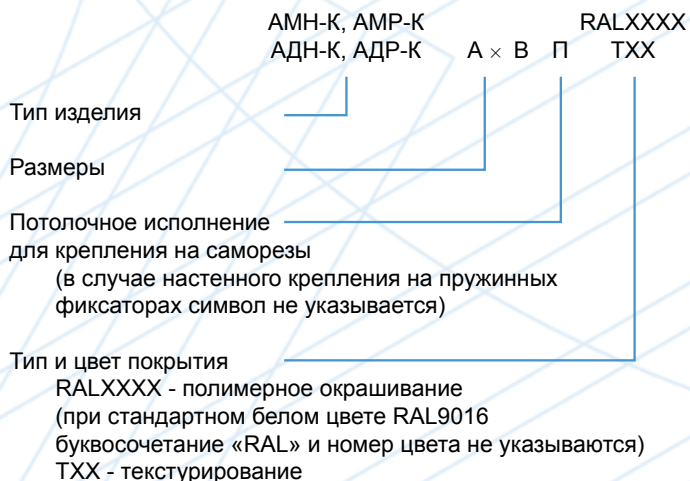 АМН-К, АМР-К RALXXXX
АДН-К, АДР-К А × В П ТХХ
Тип изделия
Размеры
Потолочное исполнение
для крепления на саморезы
(в случае настенного крепления на пружинных
фиксаторах символ не указывается)
Тип и цвет покрытия
RALXXXX - полимерное окрашивание
(при стандартном белом цвете RAL9016
буквосочетание «RAL» и номер цвета не указываются)
ТХХ - текстурирование